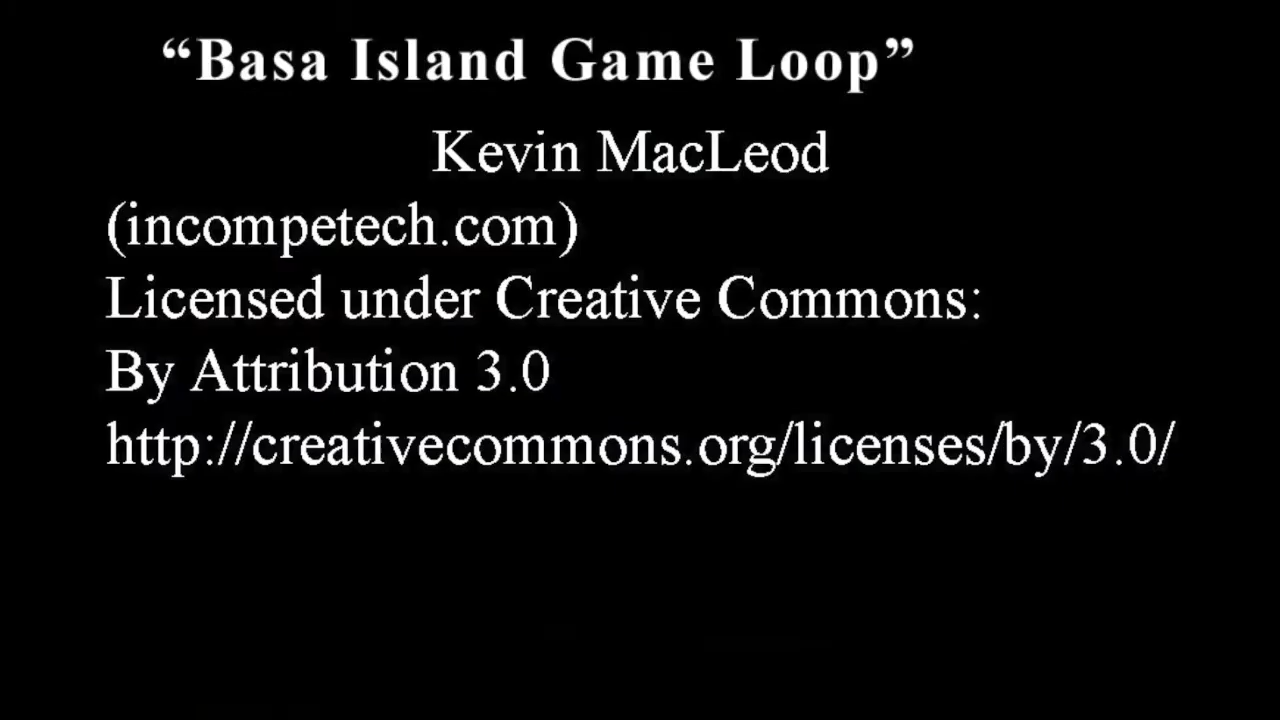 “Basa Island Game Loop”
Kevin MacLeod
(incompetech.com)
Licensed under Creative Commons:
By Attribution 3.0
http://creativecommons.org/licenses/by/3.0/